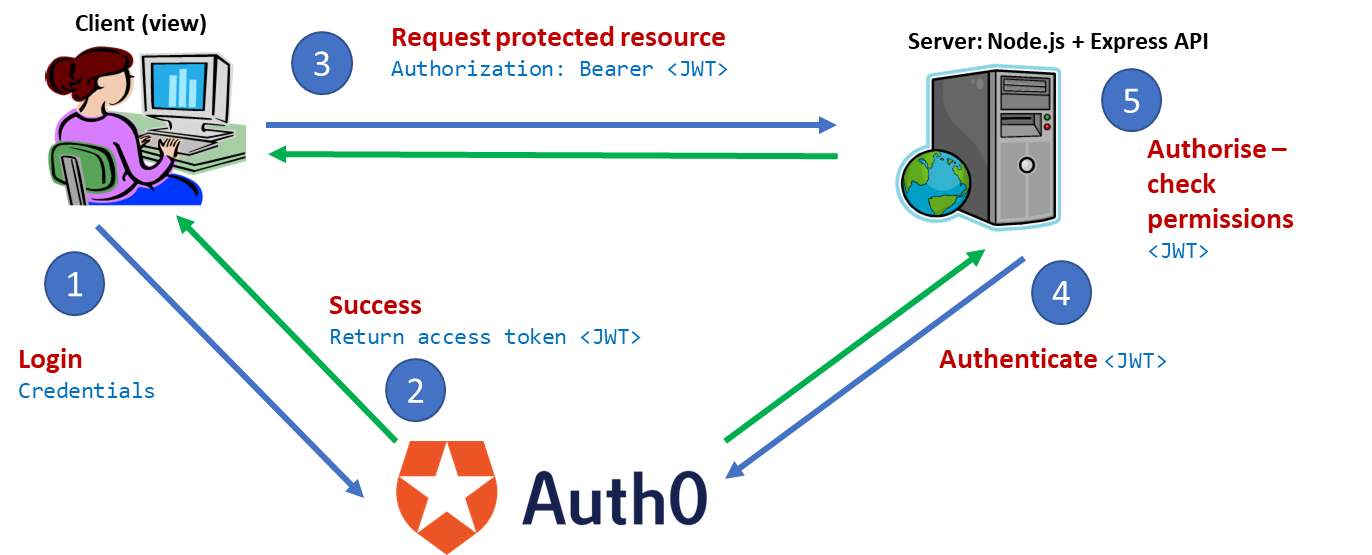 Client (view)
3
Request protected resource
Authorization: Bearer <JWT>
Server: Node.js + Express API
5
Authorise –
check
permissions
<JWT>
1
Login
Credentials
Success
Return access token <JWT>
2
4
Authenticate <JWT>
Auth0